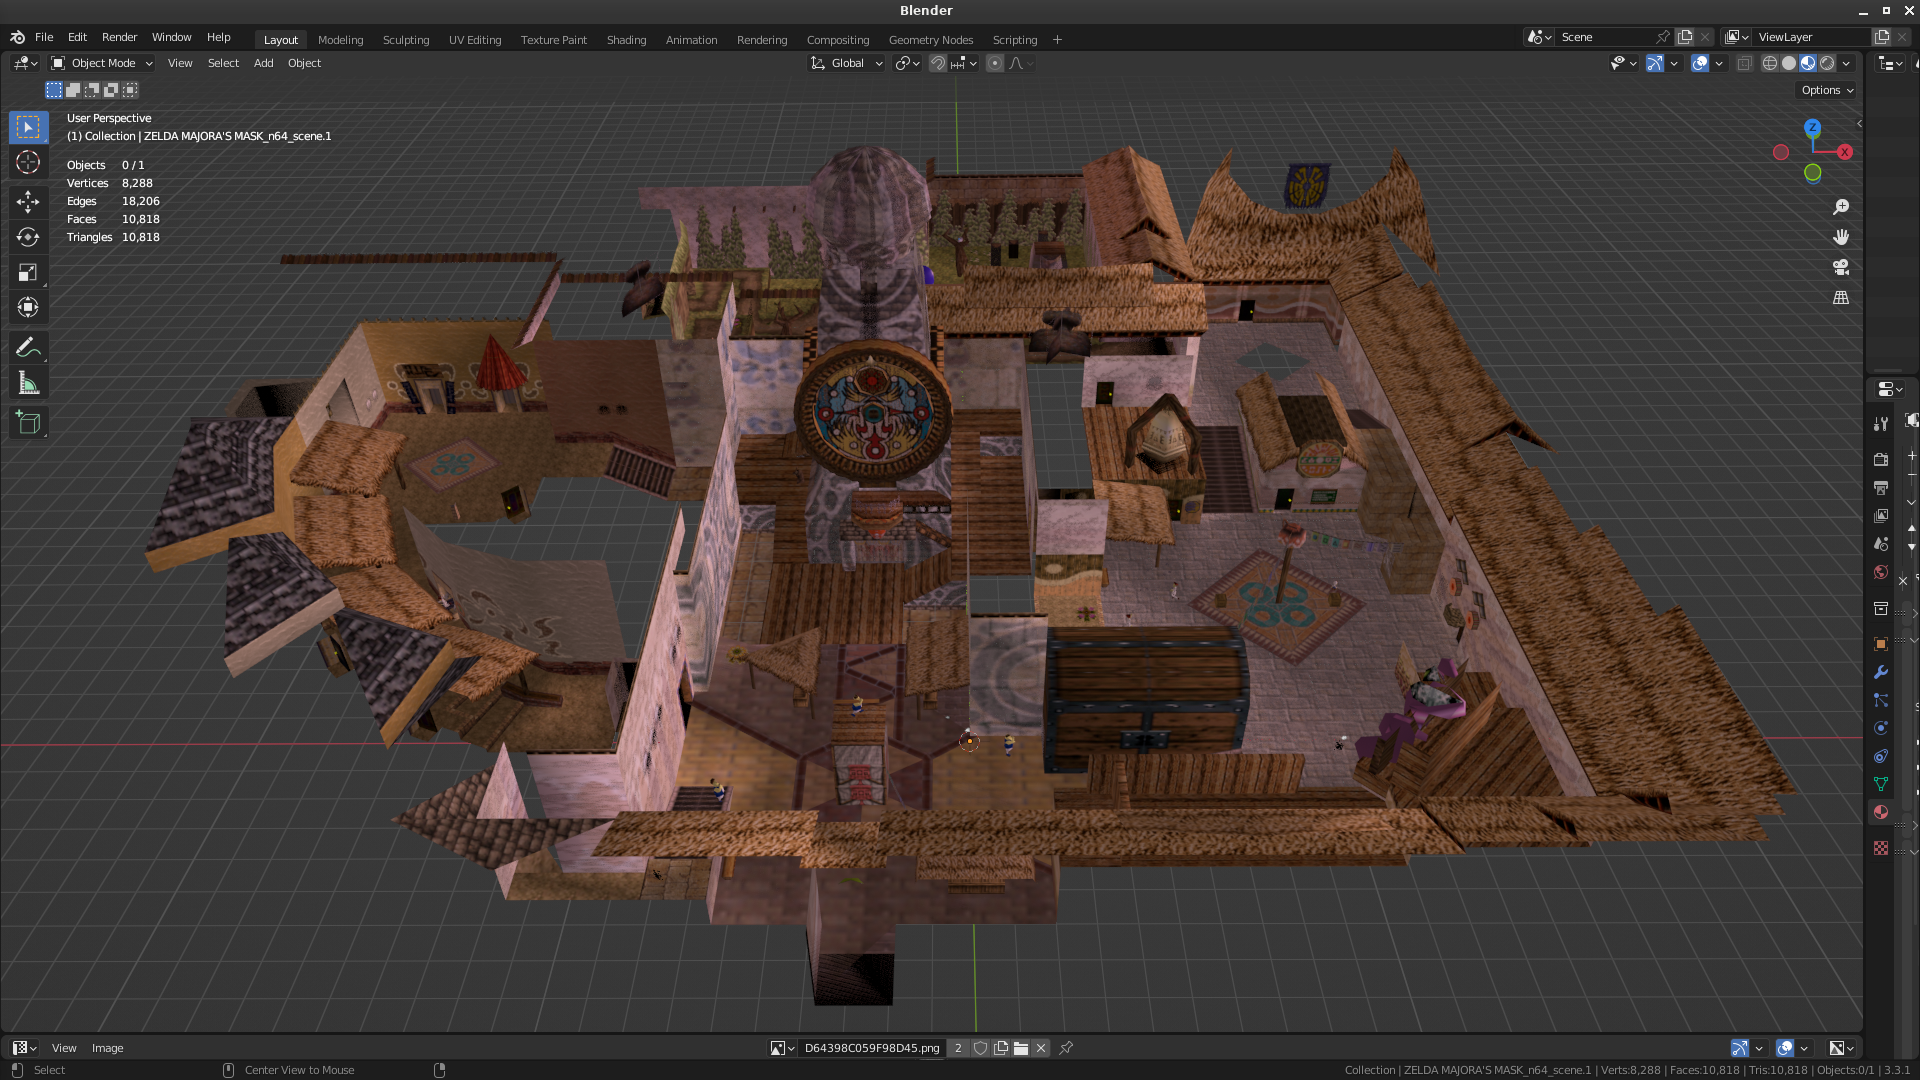 Blender
File Edit Render Window Help Layout Modeling Sculpting UV Editing Texture Paint Shading Animation Rendering Compositing Geometry Nodes Scripting + Scene ViewLayer
Object Mode View Select Add Object Global
Options
User Perspective
(1) Collection | ZELDA MAJORA'S MASK_n64_scene.1
Objects 0 / 1
Vertices 8,288
Edges 18,206
Faces 10,818
Triangles 10,818
Z
X
View Image D64398C059F98D45.png 2
Select Center View to Mouse Collection | ZELDA MAJORA'S MASK_n64_scene.1 | Verts:8,288 | Faces:10,818 | Tris:10,818 | Objects:0/1 | 3.3.1